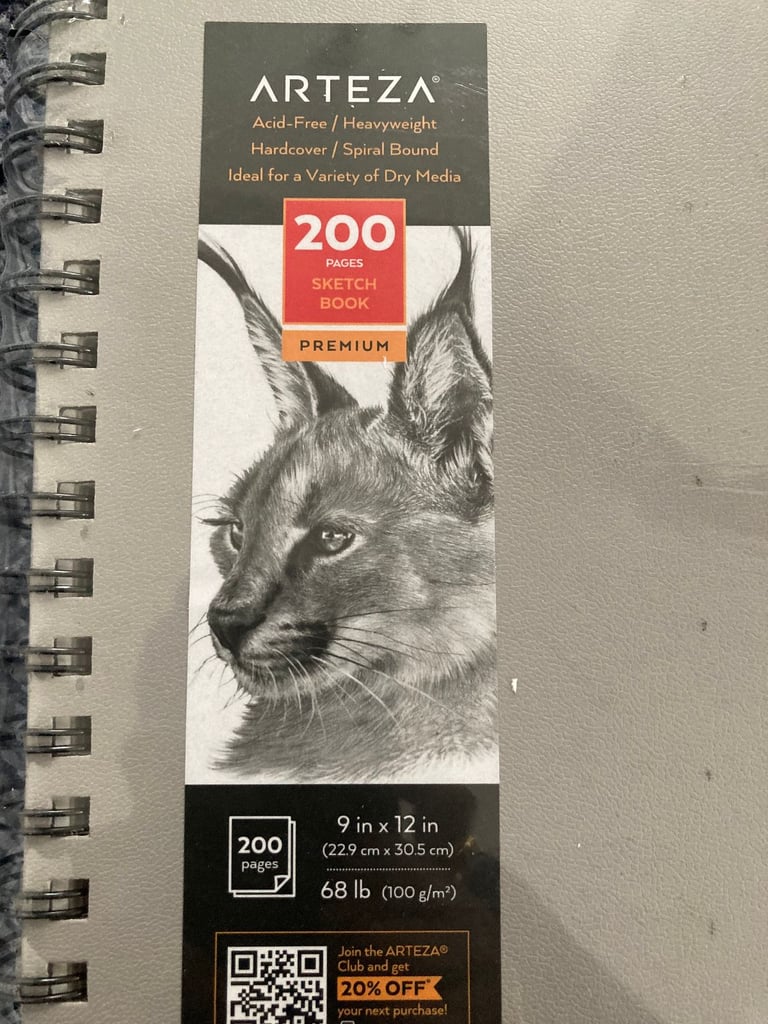 ARTEZA®
Acid-Free / Heavyweight
Hardcover / Spiral Bound
Ideal for a Variety of Dry Media
200
PAGES
SKETCH
BOOK
PREMIUM
200
pages
9 in x 12 in
(22.9 cm x 30.5 cm)
68 lb (100 g/m²)
Join the ARTEZA®
Club and get
20% OFF*
your next purchase!